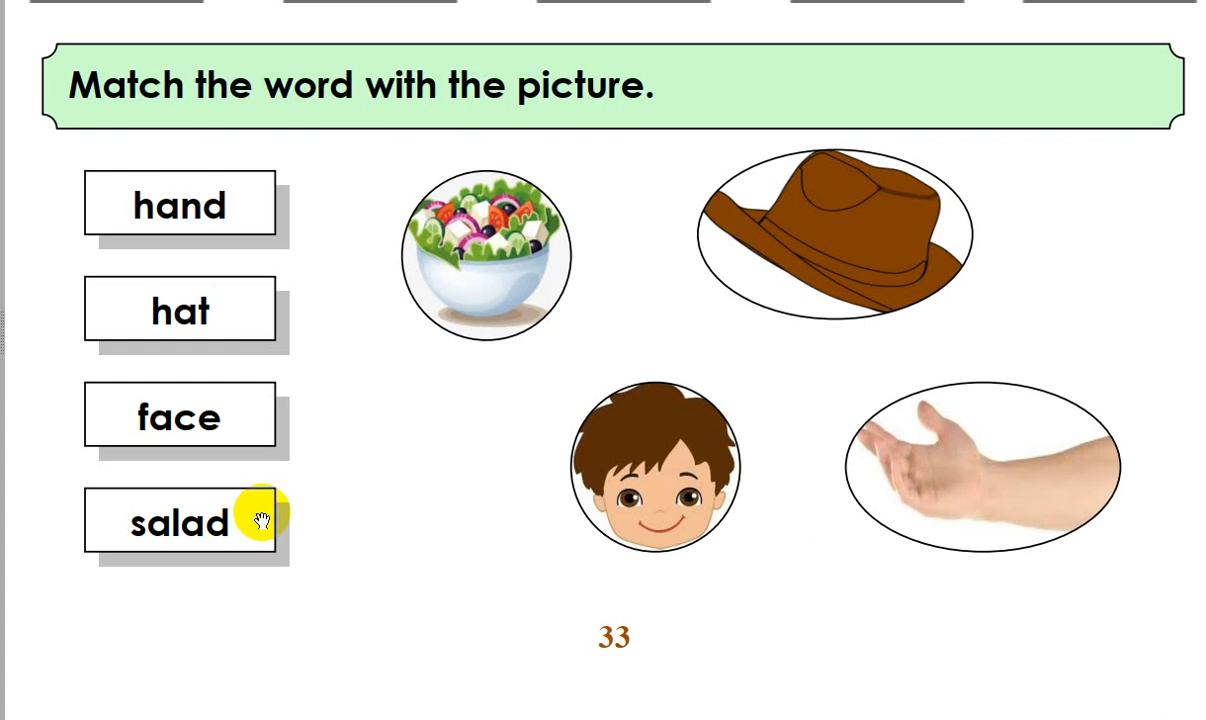 Match the word with the picture.
hand
hat
face
salad
33